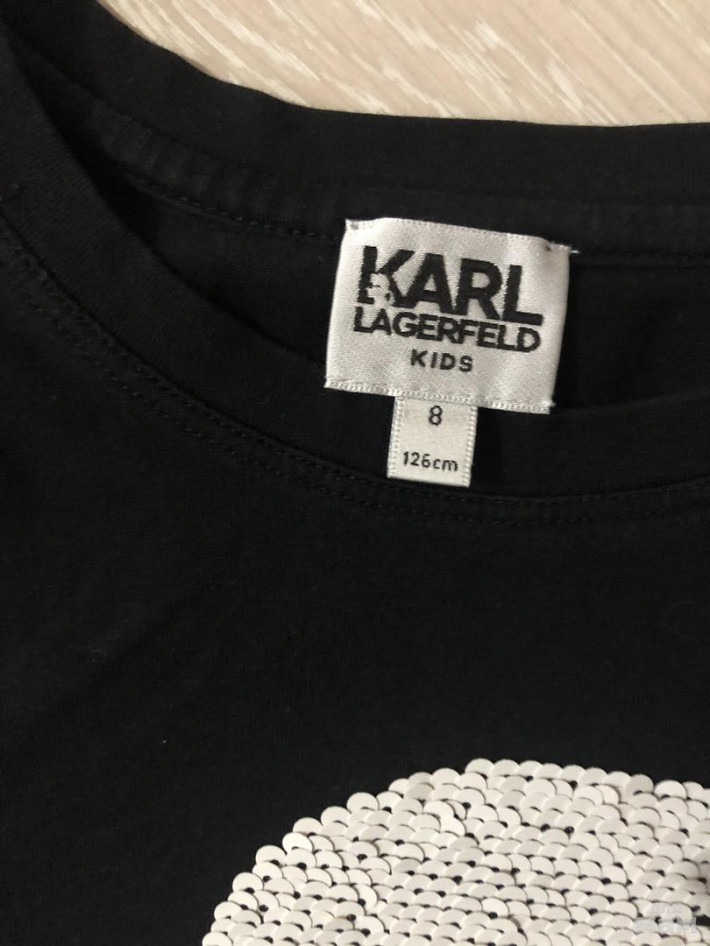 KARL
LAGERFELD
KIDS
8
126cm